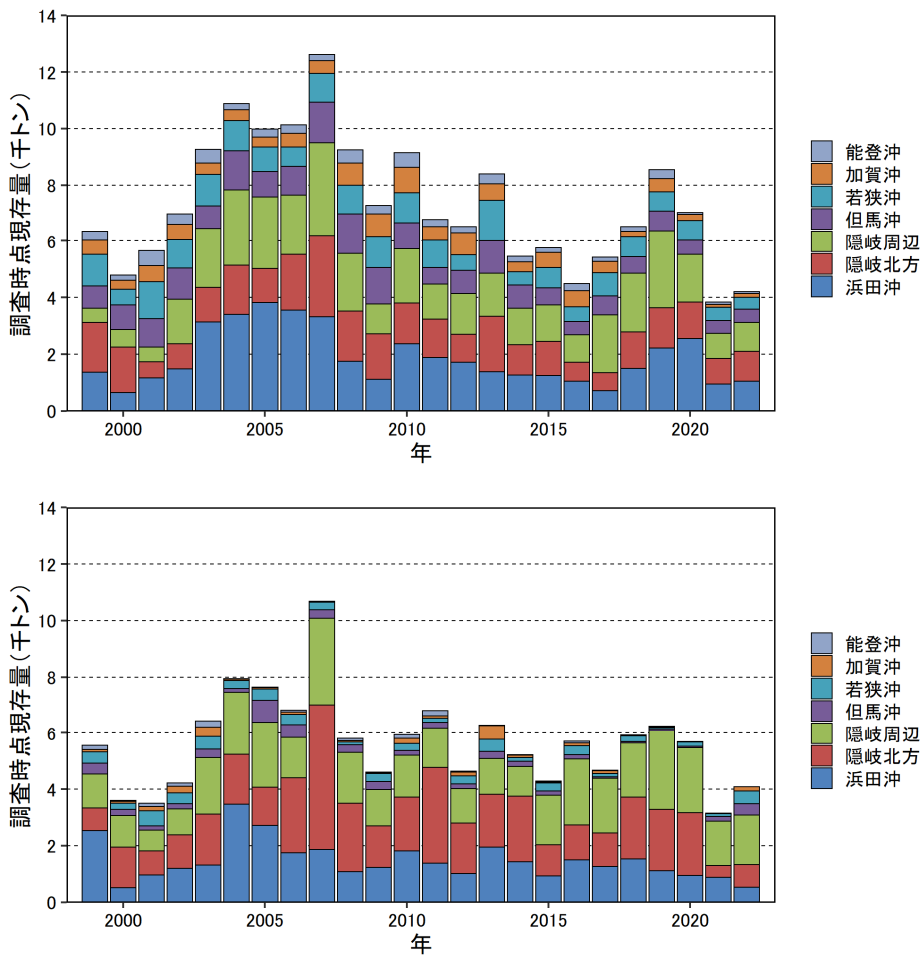 調査時点現存量(千トン)
14
12
10
8
6
4
2
0
2000
2005
2010
2015
2020
年
能登沖
加賀沖
若狭沖
但馬沖
隠岐周辺
隠岐北方
浜田沖
調査時点現存量(千トン)
14
12
10
8
6
4
2
0
2000
2005
2010
2015
2020
年
能登沖
加賀沖
若狭沖
但馬沖
隠岐周辺
隠岐北方
浜田沖